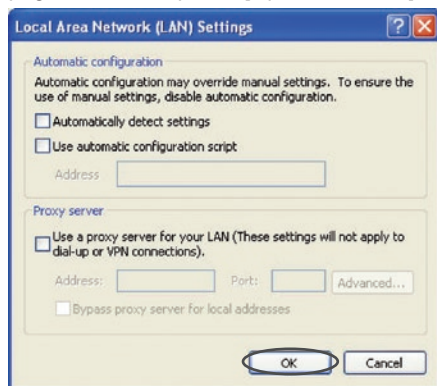 Local Area Network (LAN) Settings
Automatic configuration
Automatic configuration may override manual settings. To ensure the
use of manual settings, disable automatic configuration.
Automatically detect settings
Use automatic configuration script
Address
Proxy server
Use a proxy server for your LAN (These settings will not apply to
dial-up or VPN connections).
Address: Port: Advanced...
Bypass proxy server for local addresses
OK Cancel